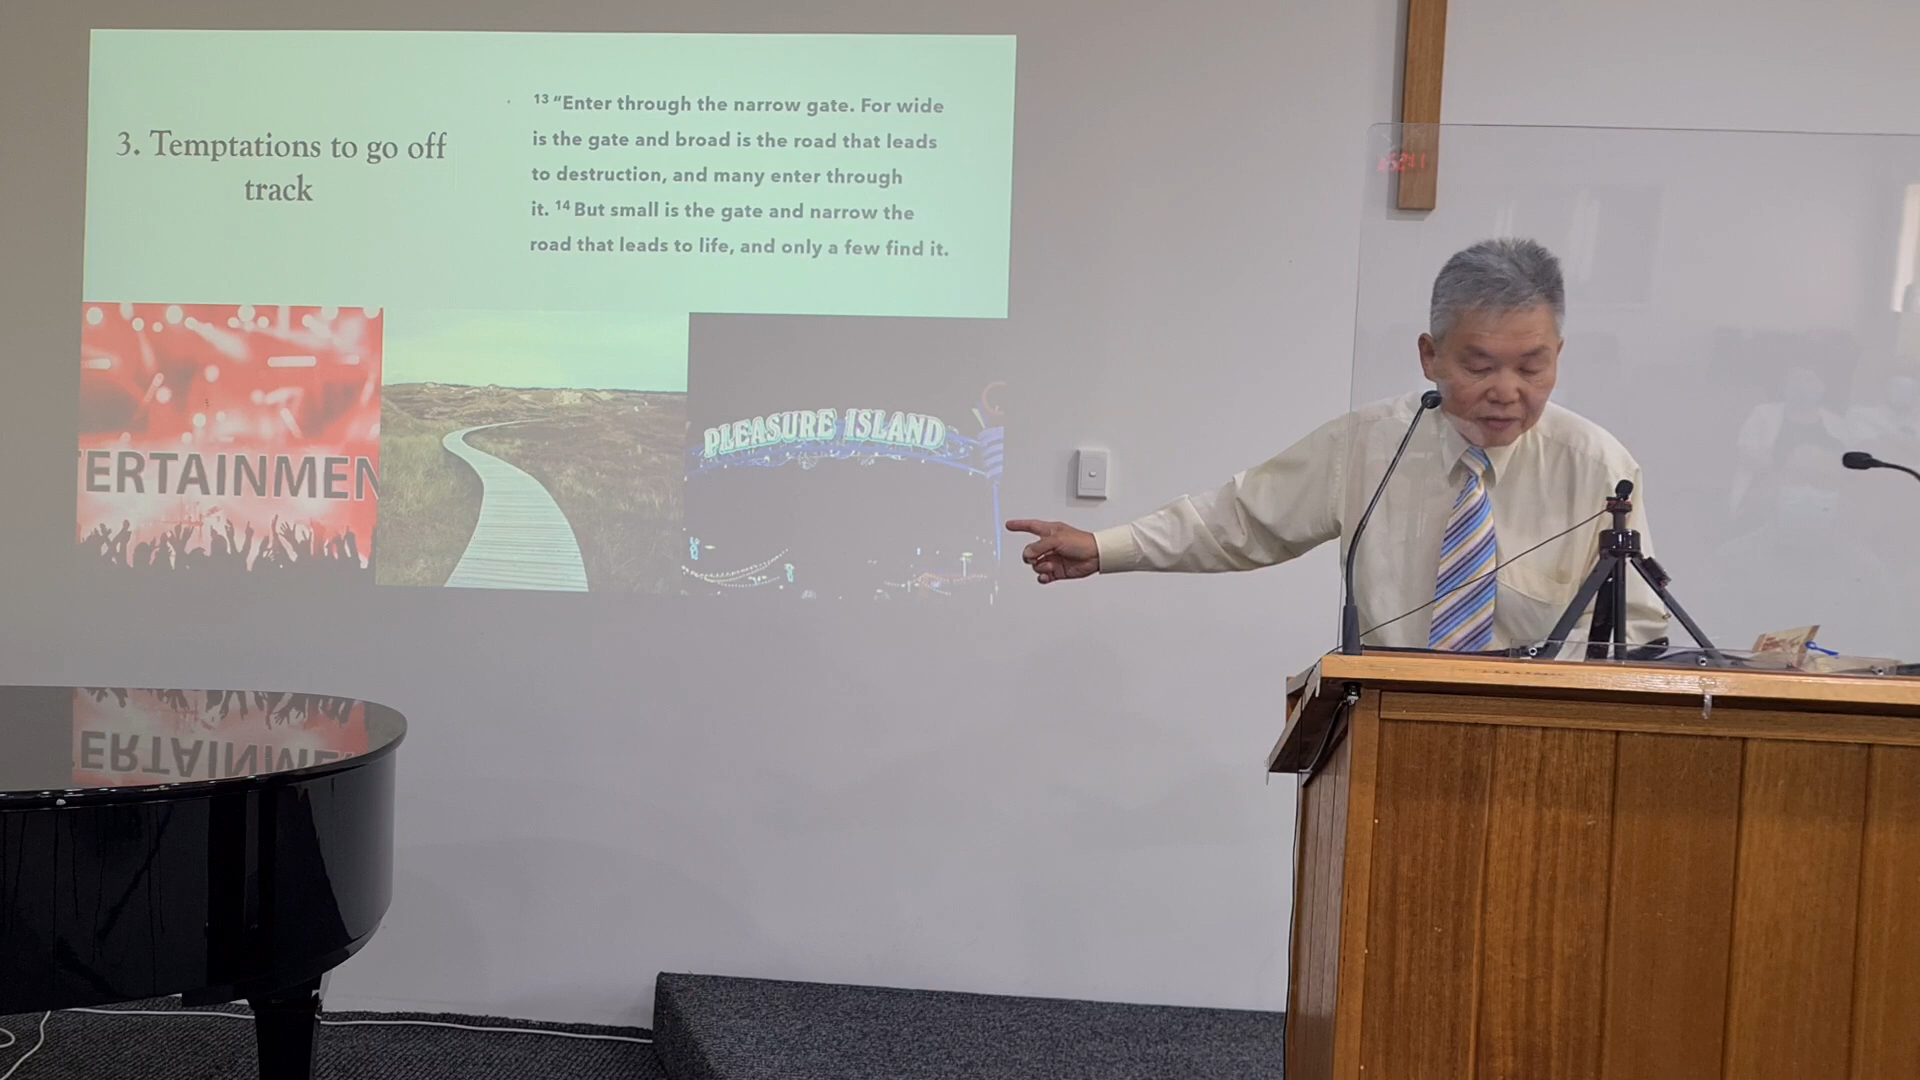 3. Temptations to go off
track
13 “Enter through the narrow gate. For wide
is the gate and broad is the road that leads
to destruction, and many enter through
it. 14 But small is the gate and narrow the
road that leads to life, and only a few find it.
TERTAINMEN
PLEASURE ISLAND